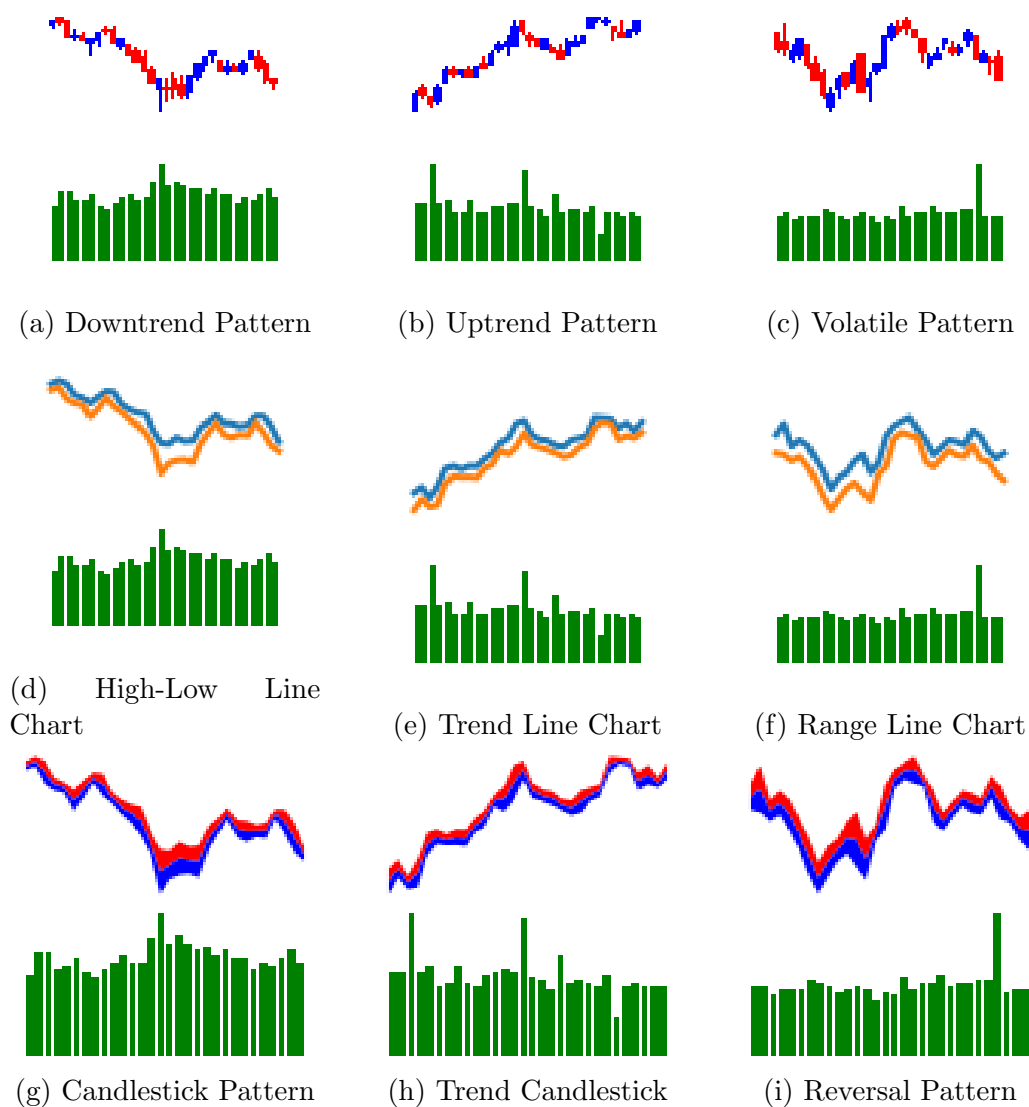 (a) Downtrend Pattern
(b) Uptrend Pattern
(c) Volatile Pattern
(d) High-Low Line
Chart
(e) Trend Line Chart
(f) Range Line Chart
(g) Candlestick Pattern
(h) Trend Candlestick
(i) Reversal Pattern